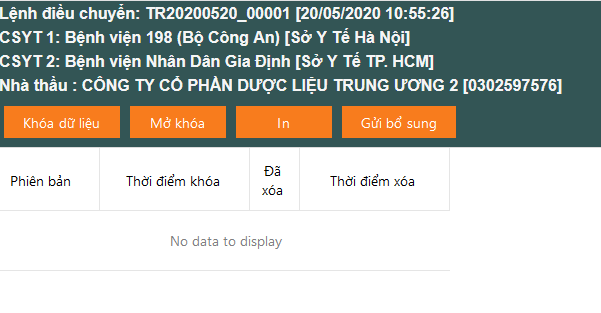 Lệnh điều chuyển: TR20200520_00001 [20/05/2020 10:55:26]
CSYT 1: Bệnh viện 198 (Bộ Công An) [Sở Y Tế Hà Nội]
CSYT 2: Bệnh viện Nhân Dân Gia Định [Sở Y Tế TP. HCM]
Nhà thầu : CÔNG TY CỔ PHẦN DƯỢC LIỆU TRUNG ƯƠNG 2 [0302597576]
Khóa dữ liệu Mở khóa In Gửi bổ sung
Phiên bản Thời điểm khóa Đã xóa Thời điểm xóa
No data to display